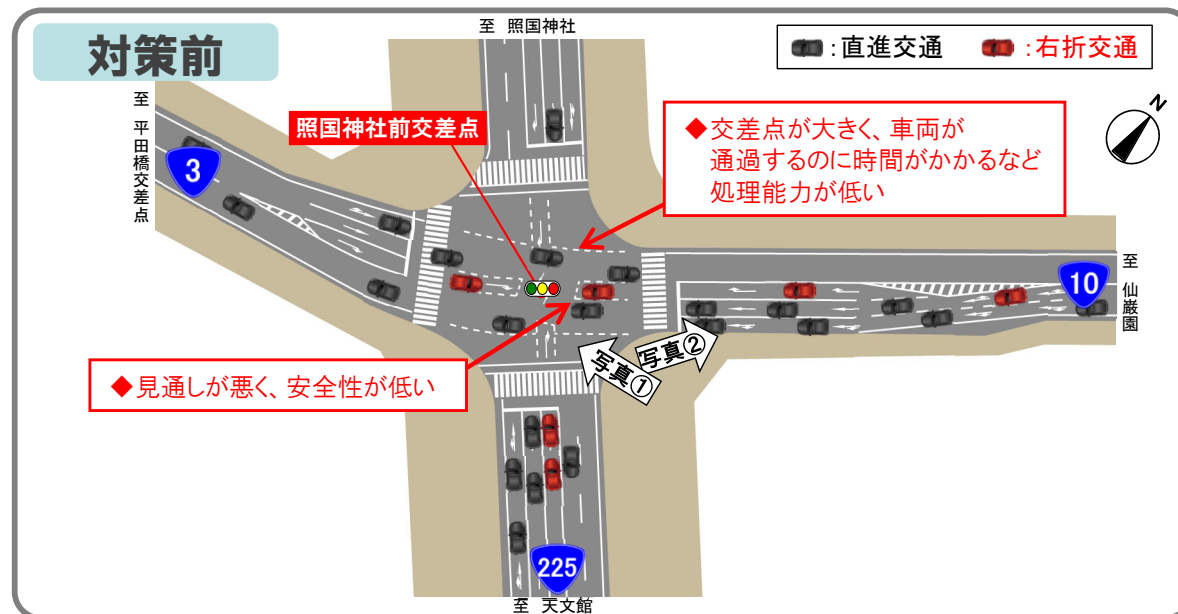 対策前
至 照国神社
:直進交通
:右折交通
N
至 平田橋交差点
3
照国神社前交差点
◆交差点が大きく、車両が
通過するのに時間がかかるなど
処理能力が低い
至 仙巌園
10
写真②
写真①
◆見通しが悪く、安全性が低い
225
至 天文館